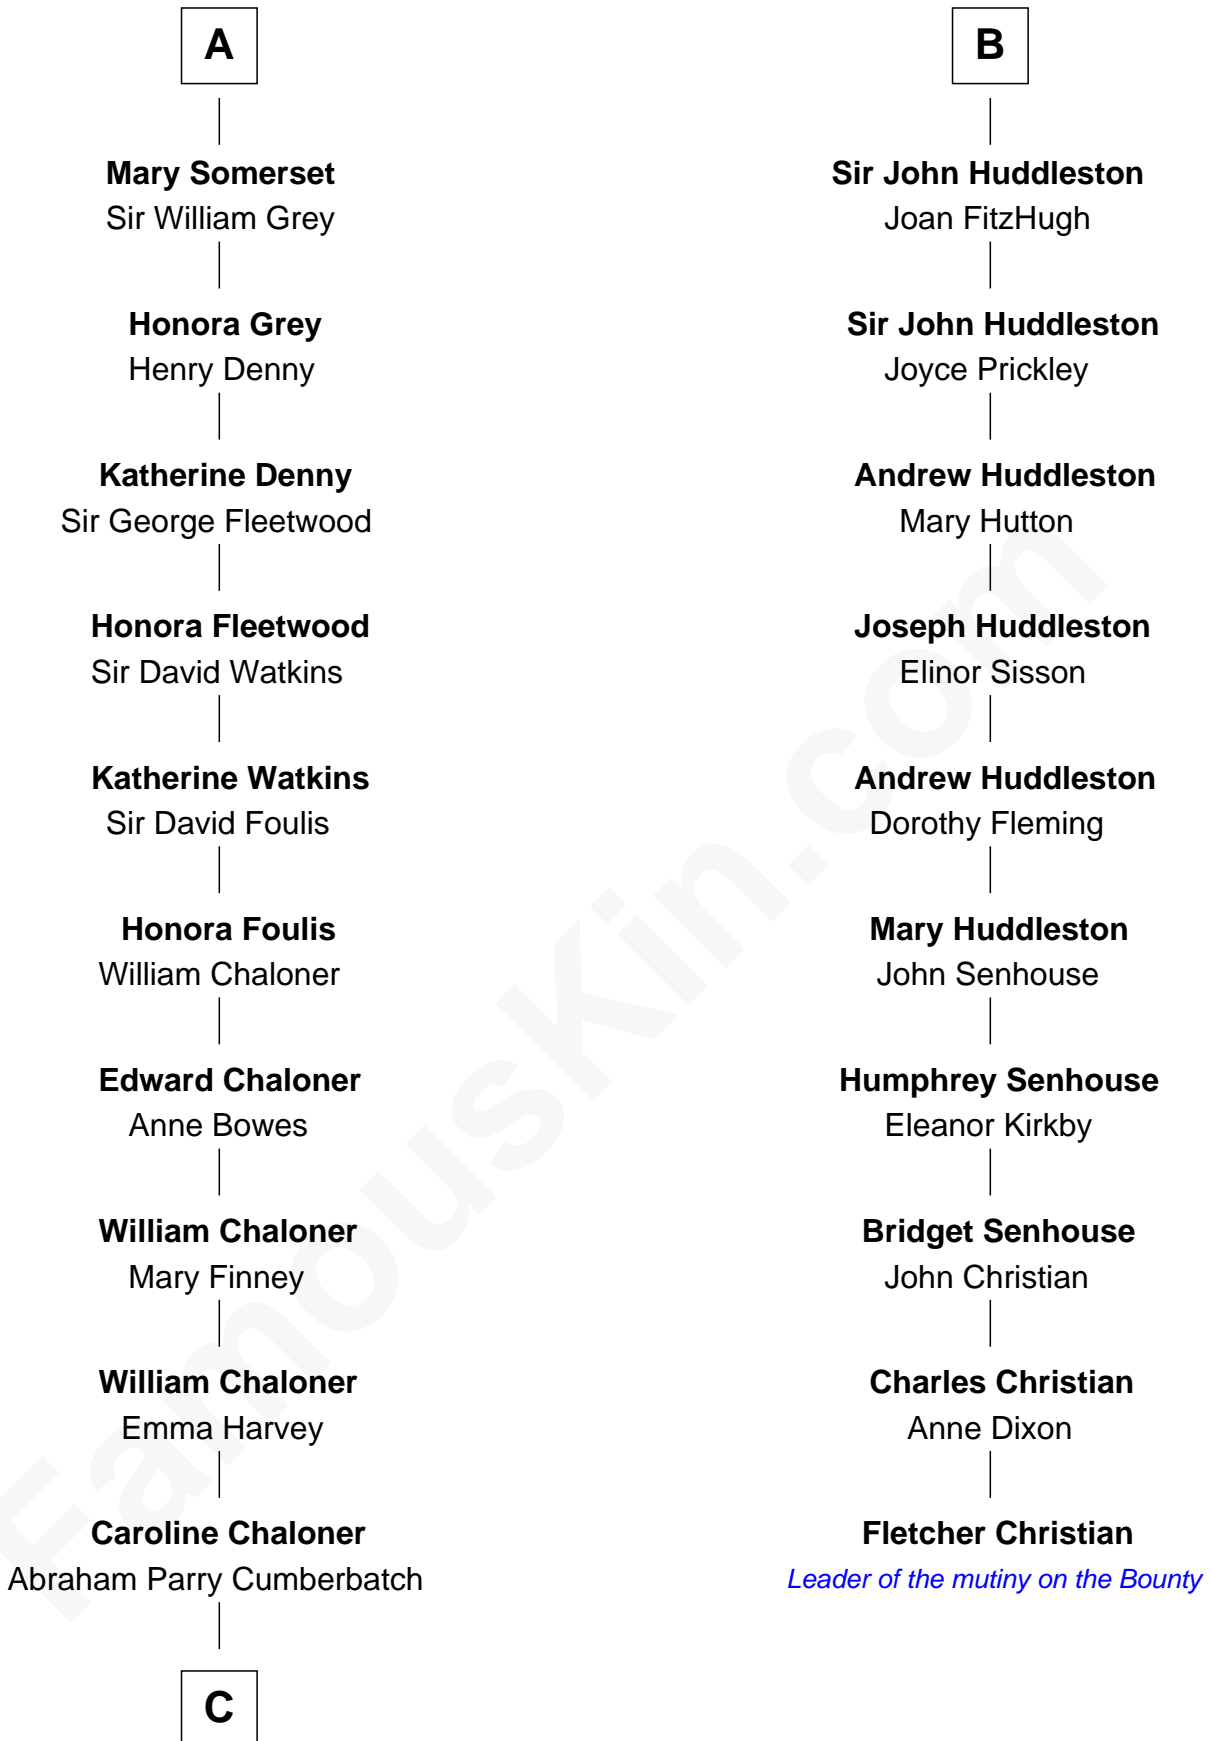 A
Mary Somerset
Sir William Grey
Honora Grey
Henry Denny
Katherine Denny
Sir George Fleetwood
Honora Fleetwood
Sir David Watkins
Katherine Watkins
Sir David Foulis
Honora Foulis
William Chaloner
Edward Chaloner
Anne Bowes
William Chaloner
Mary Finney
William Chaloner
Emma Harvey
Caroline Chaloner
Abraham Parry Cumberbatch
C
B
Sir John Huddleston
Joan FitzHugh
Sir John Huddleston
Joyce Prickley
Andrew Huddleston
Mary Hutton
Joseph Huddleston
Elinor Sisson
Andrew Huddleston
Dorothy Fleming
Mary Huddleston
John Senhouse
Humphrey Senhouse
Eleanor Kirkby
Bridget Senhouse
John Christian
Charles Christian
Anne Dixon
Fletcher Christian
Leader of the mutiny on the Bounty
FamousKin.com